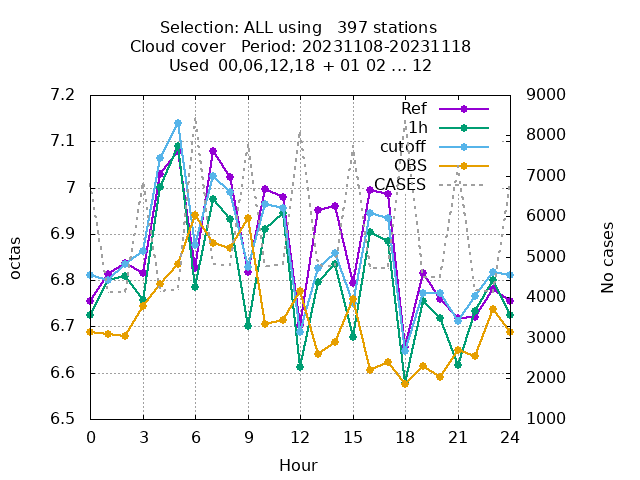 Selection: ALL using 397 stations
Cloud cover Period: 20231108-20231118
Used 00,06,12,18 + 01 02 ... 12
7.2
7.1
7
6.9
6.8
6.7
6.6
6.5
octas
9000
8000
7000
6000
5000
4000
3000
2000
1000
No cases
Ref
1h
cutoff
OBS
CASES
0 3 6 9 12 15 18 21 24
Hour